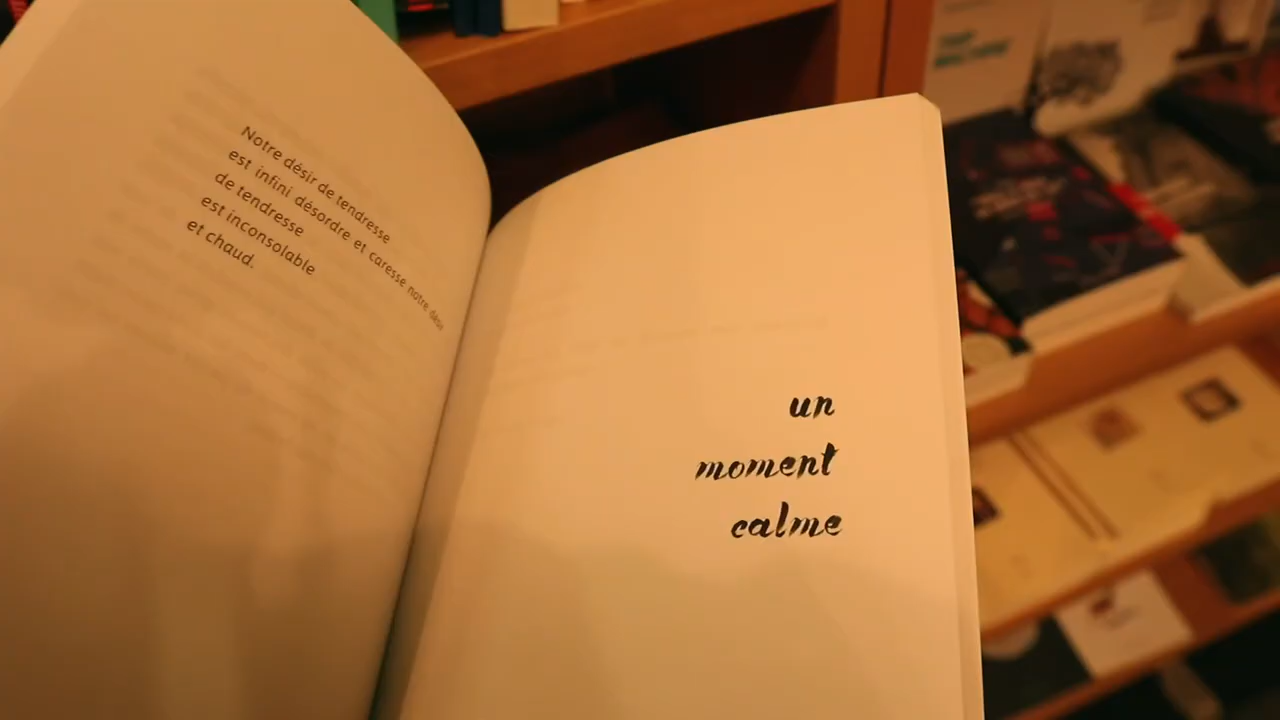 Notre désir de tendresse
est infini désordre et caresse notre désir
de tendresse
est inconsolable
et chaud.
un
moment
calme